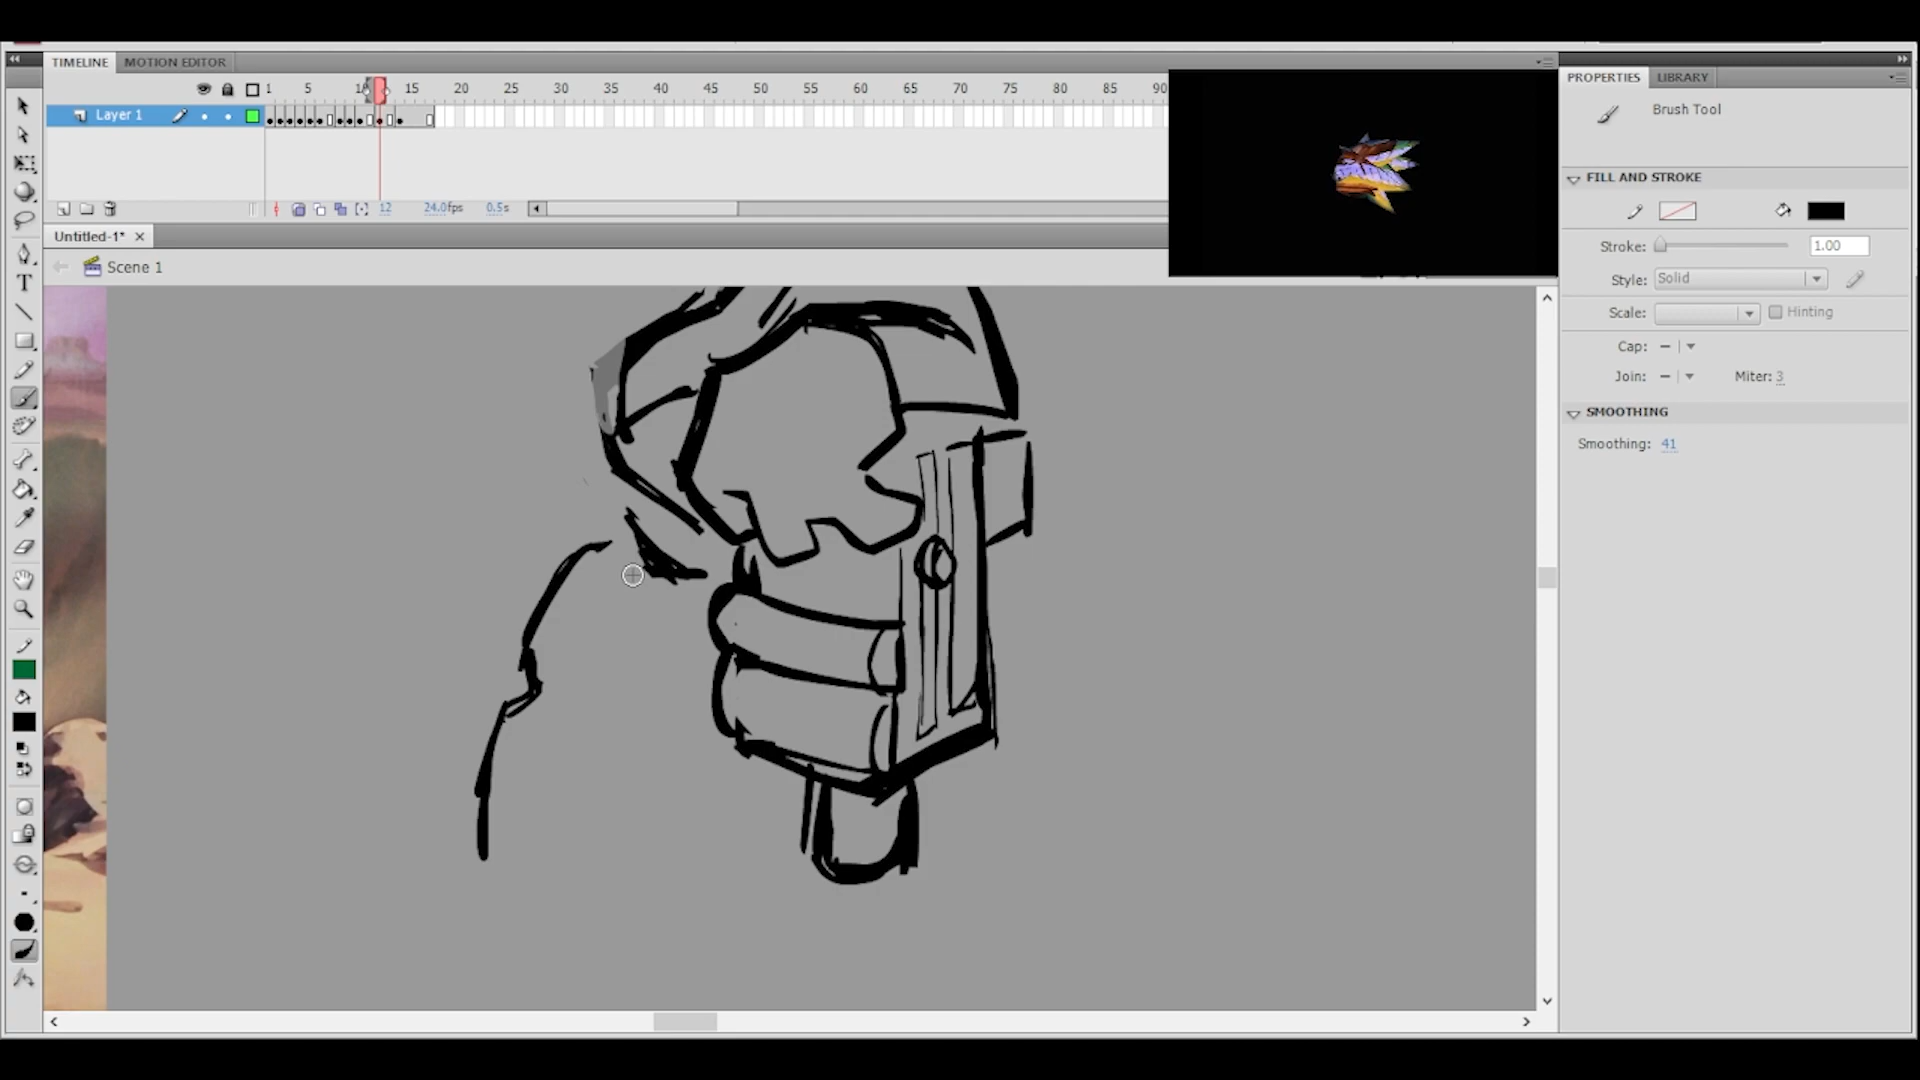 TIMELINE MOTION EDITOR
PROPERTIES LIBRARY
1 5 10 15 20 25 30 35 40 45 50 55 60 65 70 75 80 85 90
Brush Tool
Layer 1
FILL AND STROKE
12 24.0fps 0.5s
Untitled-1*
Stroke: 1.00
Scene 1
Style: Solid
Scale: Hinting
Cap:
Join: Miter: 3
SMOOTHING
Smoothing: 41